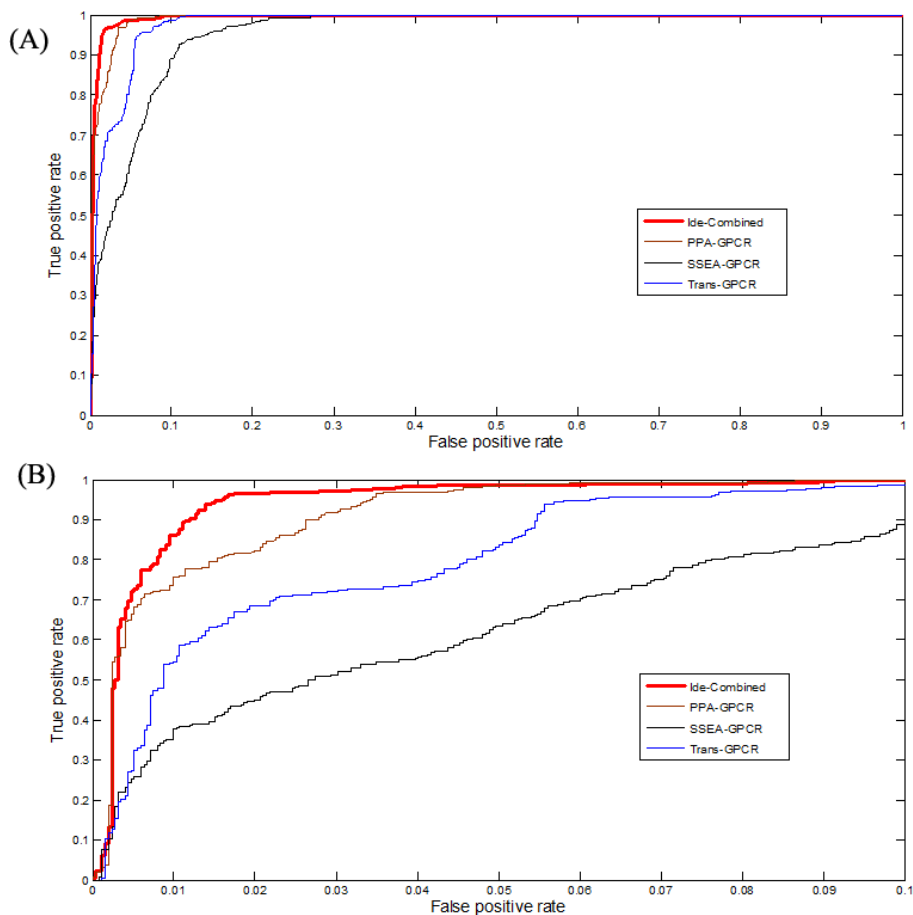 (A)
True positive rate
1
0.9
0.8
0.7
0.6
0.5
0.4
0.3
0.2
0.1
0
Ide-Combined
PPA-GPCR
SSEA-GPCR
Trans-GPCR
0 0.1 0.2 0.3 0.4 0.5 0.6 0.7 0.8 0.9 1
False positive rate
(B)
True positive rate
1
0.9
0.8
0.7
0.6
0.5
0.4
0.3
0.2
0.1
0
Ide-Combined
PPA-GPCR
SSEA-GPCR
Trans-GPCR
0 0.01 0.02 0.03 0.04 0.05 0.06 0.07 0.08 0.09 0.1
False positive rate